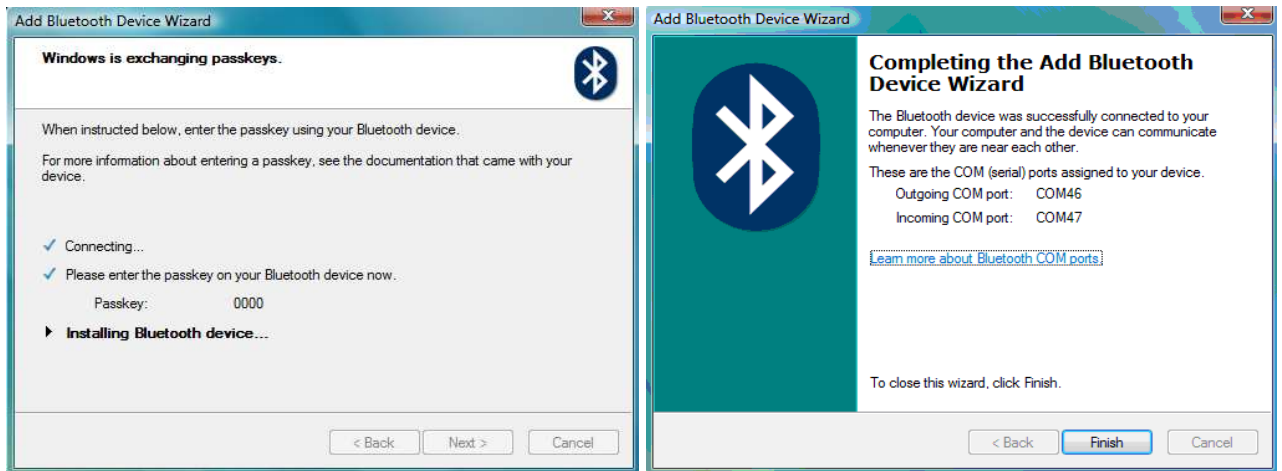 Add Bluetooth Device Wizard
Windows is exchanging passkeys.
When instructed below, enter the passkey using your Bluetooth device.
For more information about entering a passkey, see the documentation that came with your
device.
Connecting...
Please enter the passkey on your Bluetooth device now.
Passkey: 0000
Installing Bluetooth device...
< Back Next > Cancel
Add Bluetooth Device Wizard
Completing the Add Bluetooth
Device Wizard
The Bluetooth device was successfully connected to your
computer. Your computer and the device can communicate
whenever they are near each other.
These are the COM (serial) ports assigned to your device.
Outgoing COM port: COM46
Incoming COM port: COM47
Learn more about Bluetooth COM ports.
To close this wizard, click Finish.
< Back Finish Cancel